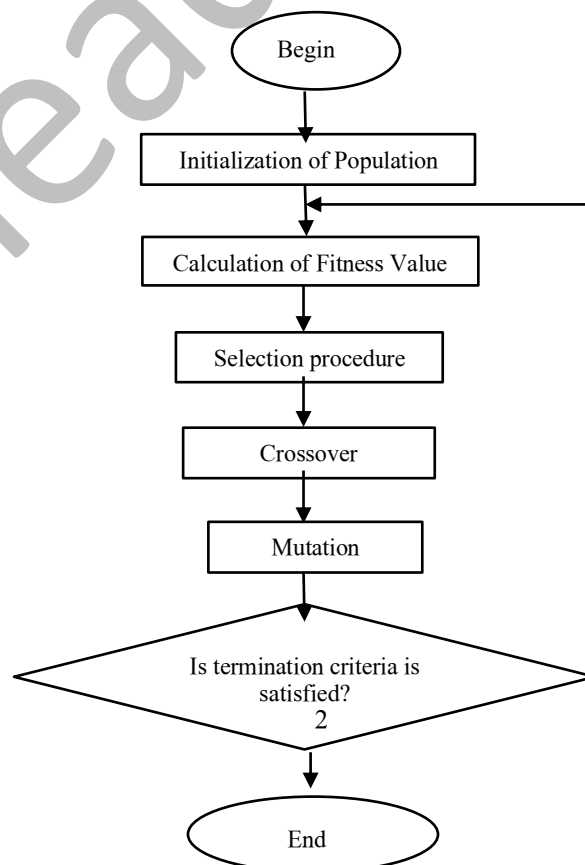 Begin
Initialization of Population
Calculation of Fitness Value
Selection procedure
Crossover
Mutation
Is termination criteria is
satisfied?
2
End